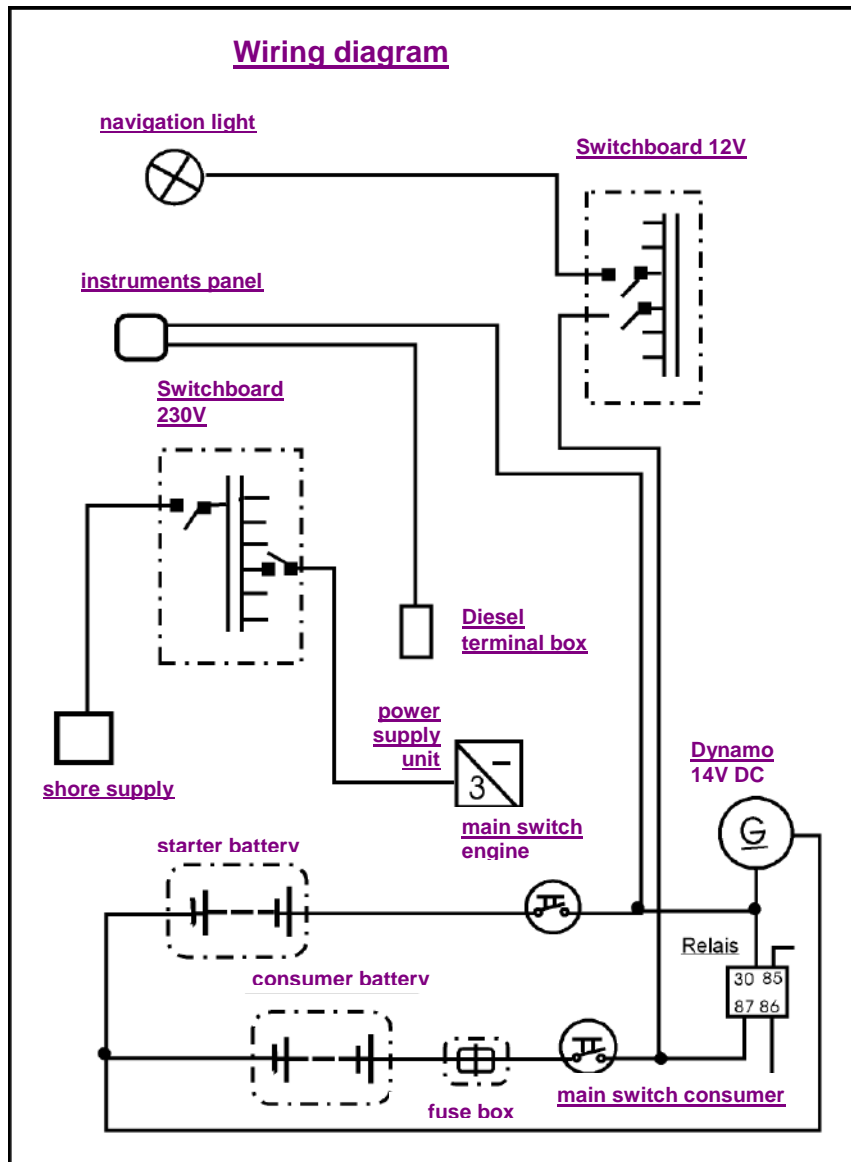 Wiring diagram
navigation light
Switchboard 12V
instruments panel
Switchboard
230V
Diesel
terminal box
power
supply
unit
3
shore supply
Dynamo
14V DC
G
main switch
engine
starter battery
Relais
30 85
87 86
consumer battery
main switch consumer
fuse box